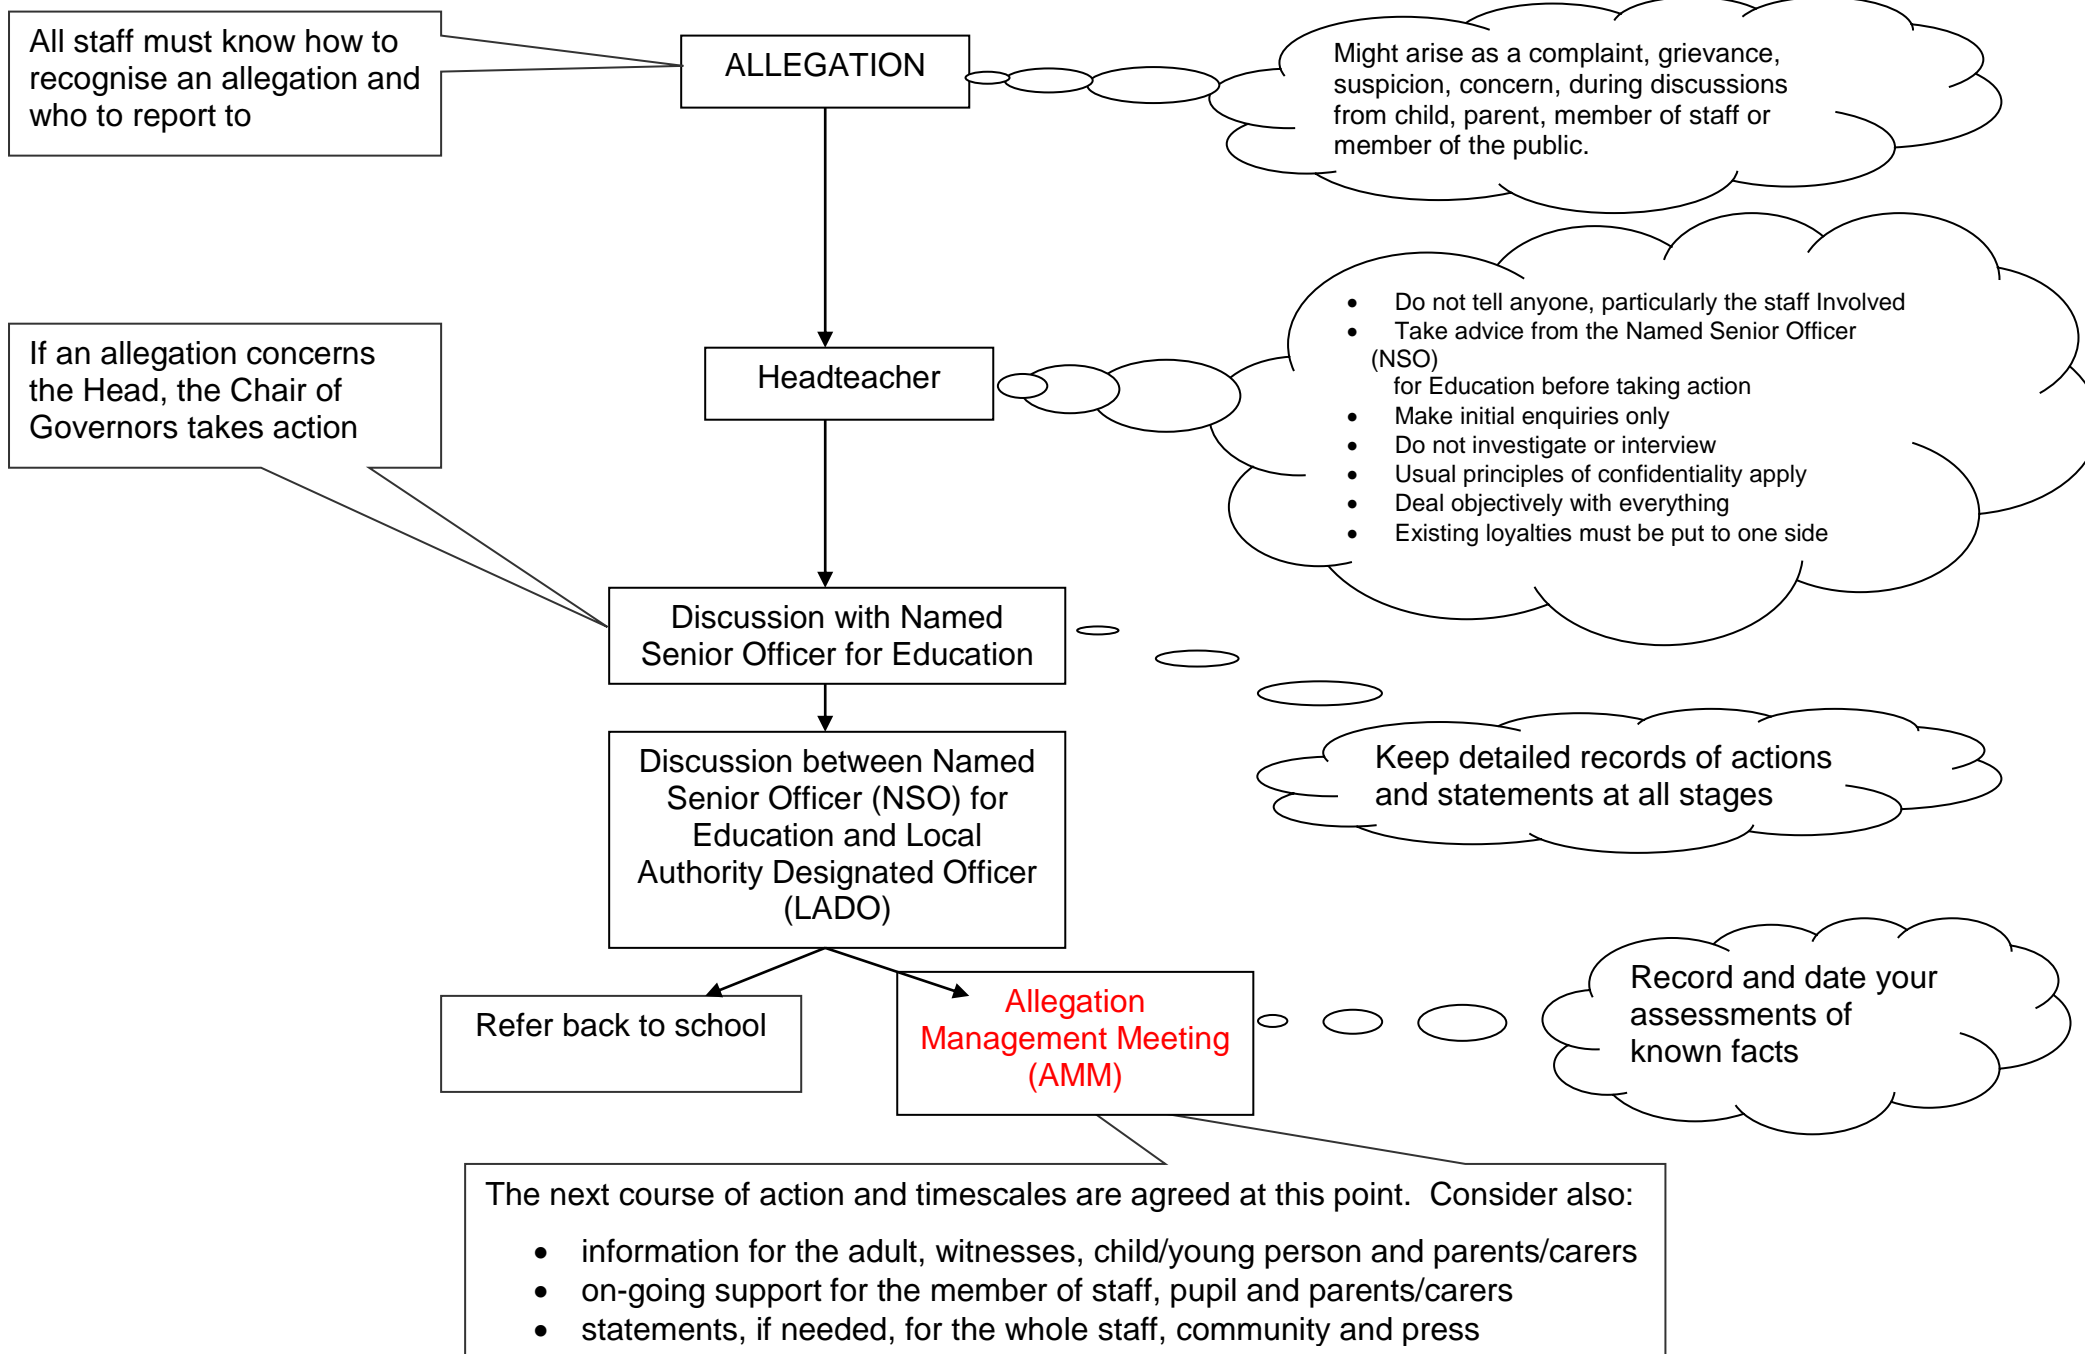 All staff must know how to
recognise an allegation and
who to report to
ALLEGATION
Might arise as a complaint, grievance,
suspicion, concern, during discussions
from child, parent, member of staff or
member of the public.
If an allegation concerns
the Head, the Chair of
Governors takes action
Headteacher
• Do not tell anyone, particularly the staff Involved
• Take advice from the Named Senior Officer
(NSO)
for Education before taking action
• Make initial enquiries only
• Do not investigate or interview
• Usual principles of confidentiality apply
• Deal objectively with everything
• Existing loyalties must be put to one side
Discussion with Named
Senior Officer for Education
Discussion between Named
Senior Officer (NSO) for
Education and Local
Authority Designated Officer
(LADO)
Keep detailed records of actions
and statements at all stages
Refer back to school
Allegation
Management Meeting
(AMM)
Record and date your
assessments of
known facts
The next course of action and timescales are agreed at this point.  Consider also:
• information for the adult, witnesses, child/young person and parents/carers
• on-going support for the member of staff, pupil and parents/carers
• statements, if needed, for the whole staff, community and press